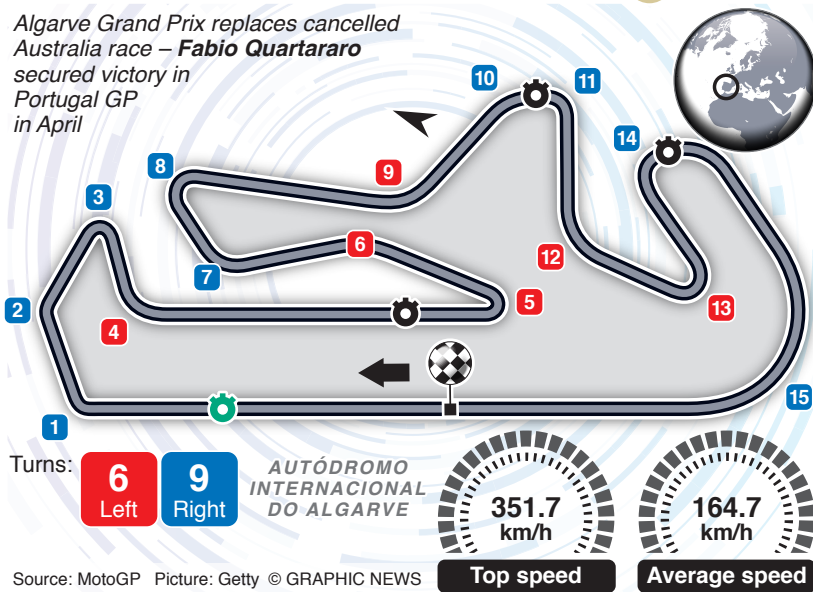 Algarve Grand Prix replaces cancelled
Australia race – Fabio Quartararo
secured victory in
Portugal GP
in April
10
11
14
8
9
3
6
7
12
2
5
13
4
15
1
Turns:
6
Left
9
Right
AUTÓDROMO
INTERNACIONAL
DO ALGARVE
351.7
km/h
Top speed
164.7
km/h
Average speed
Source: MotoGP Picture: Getty © GRAPHIC NEWS